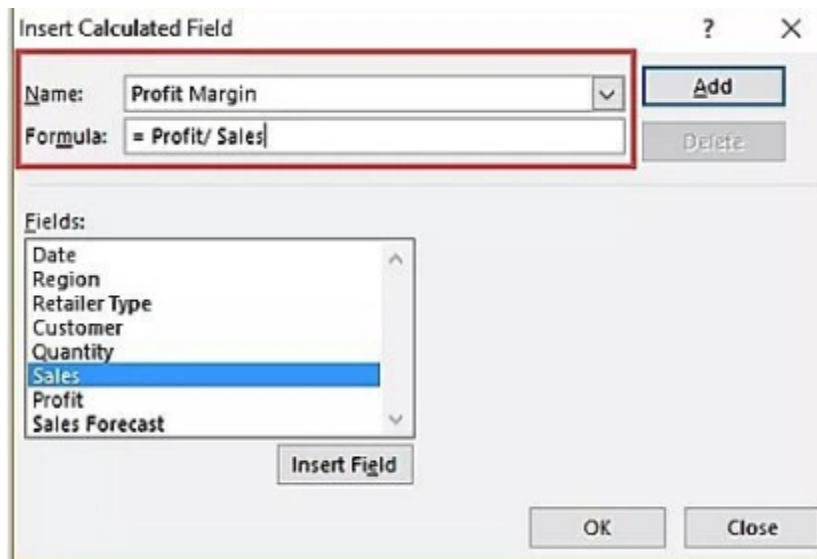 Insert Calculated Field ?
Name: Profit Margin Add
Formula: = Profit/ Sales Delete
Fields:
Date
Region
Retailer Type
Customer
Quantity
Sales
Profit
Sales Forecast
Insert Field
OK Close